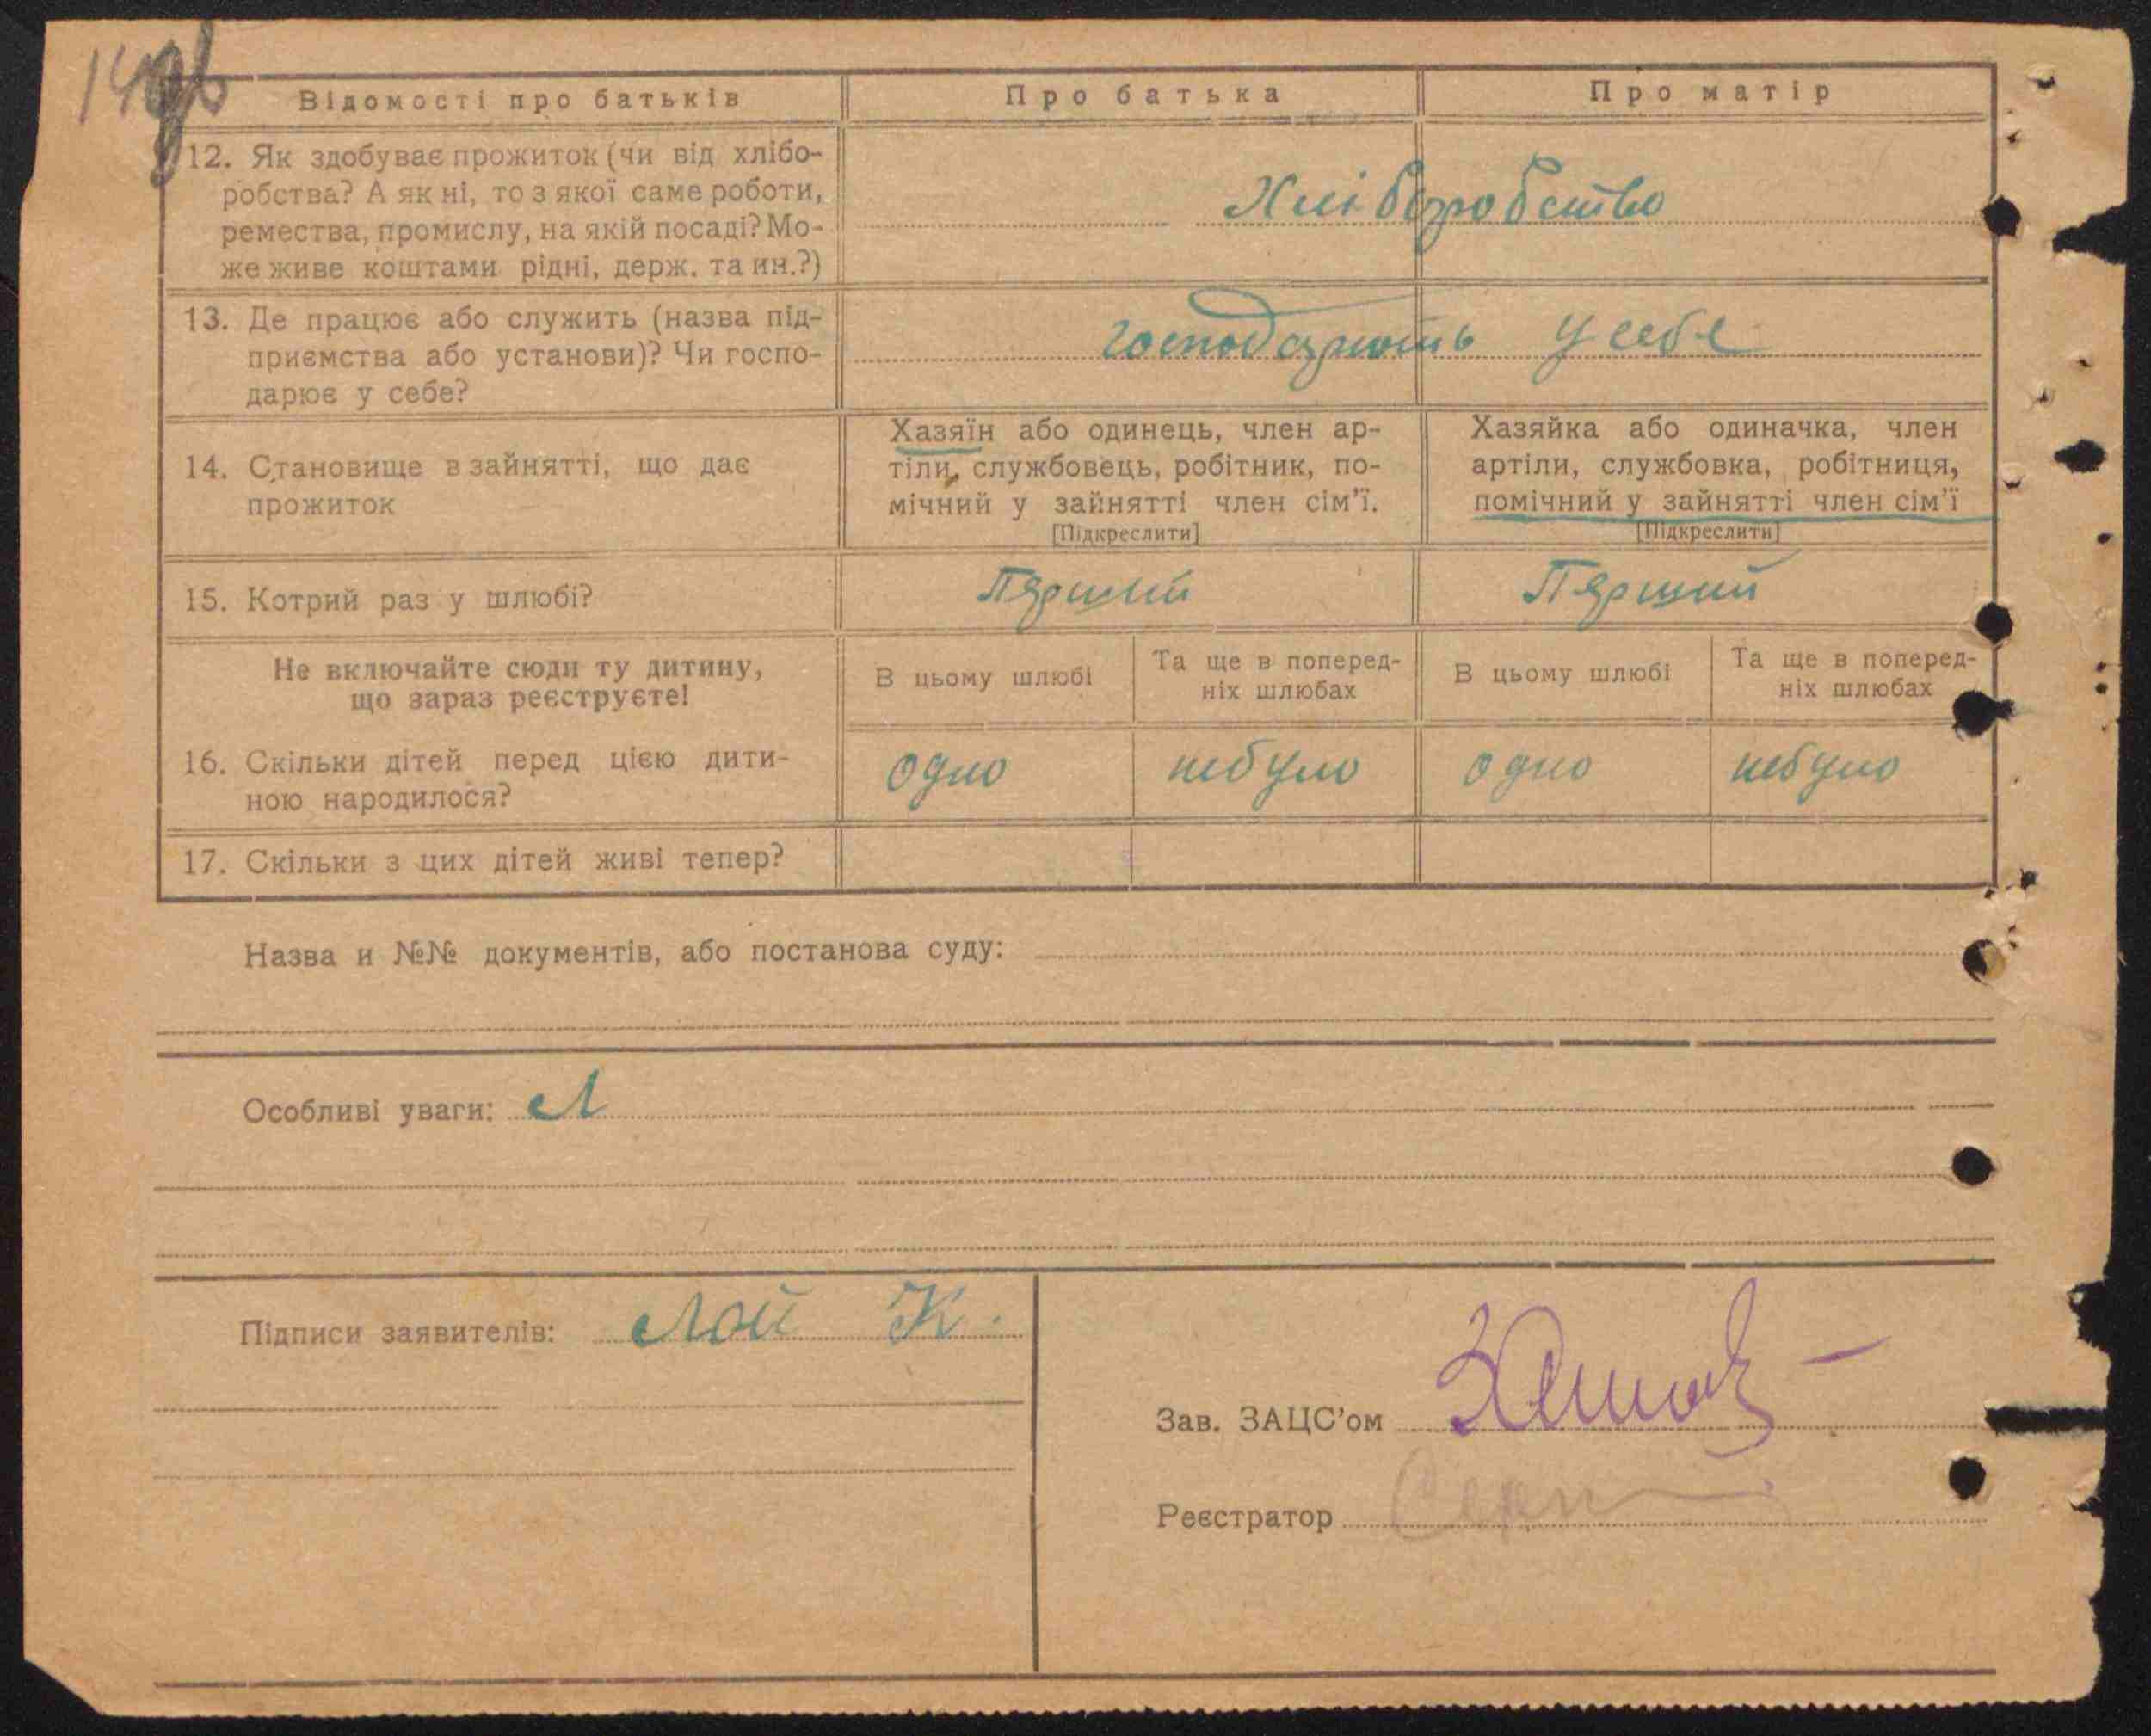 Відомості про батьків
Про батька
Про матір
12. Як здобуває прожиток (чи від хлібо-
робства? А як ні, то з якої саме роботи,
ремества, промислу, на якій посаді? Мо-
же живе коштами рідні, держ. та ин.?)
Хліборобство
13. Де працює або служить (назва під-
приємства або установи)? Чи госпо-
дарює у себе?
господарюють у себе
14. Становище в зайнятті, що дає
прожиток
Хазяїн або одинець, член ар-
тіли, службовець, робітник, по-
мічний у зайнятті член сім'ї.
[Підкреслити]
Хазяйка або одиначка, член
артіли, службовка, робітниця,
помічний у зайнятті член сім'ї
[Підкреслити]
15. Котрий раз у шлюбі?
Перший
Перший
Не включайте сюди ту дитину,
що зараз реєструєте!
В цьому шлюбі
Та ще в поперед-
ніх шлюбах
В цьому шлюбі
Та ще в поперед-
ніх шлюбах
16. Скільки дітей перед цією дити-
ною народилося?
одно
небуло
одно
небуло
17. Скільки з цих дітей живі тепер?
Назва и №№ документів, або постанова суду:
Особливі уваги: Л
Підписи заявителів: Лой К.
Зав. ЗАЦС'ом
Реєстратор